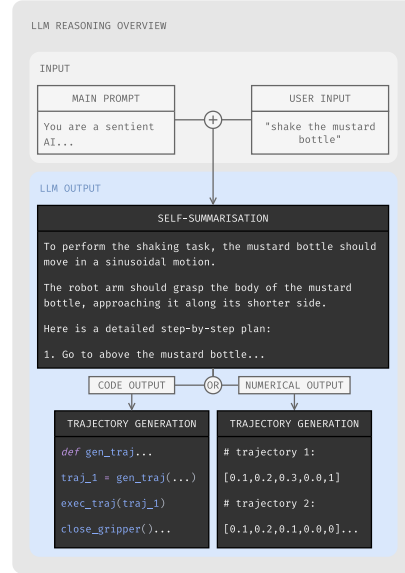 LLM REASONING OVERVIEW
INPUT
MAIN PROMPT
You are a sentient
AI...
+
USER INPUT
"shake the mustard
bottle"
LLM OUTPUT
SELF-SUMMARISATION
To perform the shaking task, the mustard bottle should
move in a sinusoidal motion.
The robot arm should grasp the body of the mustard
bottle, approaching it along its shorter side.
Here is a detailed step-by-step plan:
1. Go to above the mustard bottle...
CODE OUTPUT
OR
NUMERICAL OUTPUT
TRAJECTORY GENERATION
def gen_traj...
traj_1 = gen_traj(...)
exec_traj(traj_1)
close_gripper()...
TRAJECTORY GENERATION
# trajectory 1:
[0.1,0.2,0.3,0.0,1]
# trajectory 2:
[0.1,0.2,0.1,0.0,0]...